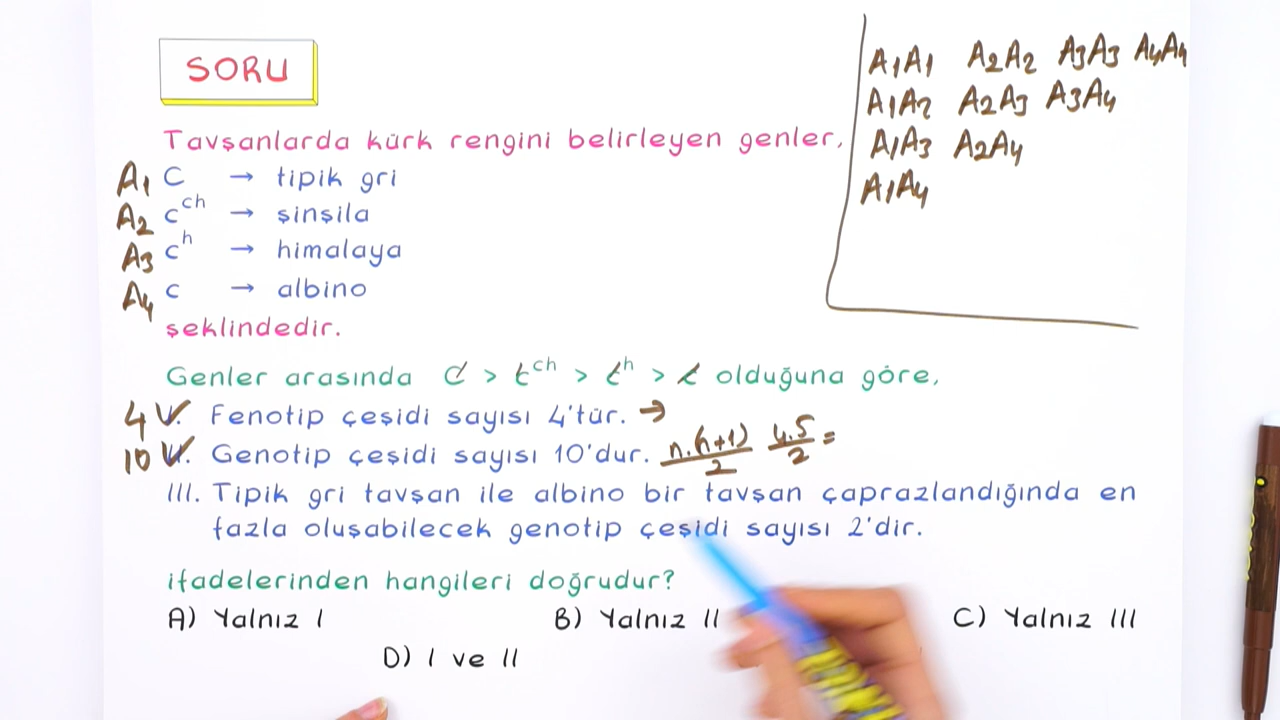 SORU
Tavşanlarda kürk rengini belirleyen genler,
A1 C → tipik gri
A2 c^ch → şinşila
A3 c^h → himalaya
A4 c → albino
şeklindedir.
A1A1 A2A2 A3A3 A4A4
A1A2 A2A3 A3A4
A1A3 A2A4
A1A4
Genler arasında C > c^ch > c^h > c olduğuna göre,
4 I. Fenotip çeşidi sayısı 4'tür. →
10 II. Genotip çeşidi sayısı 10'dur. n.(n+1)/2 4.5/2 =
III. Tipik gri tavşan ile albino bir tavşan çaprazlandığında en
fazla oluşabilecek genotip çeşidi sayısı 2'dir.
ifadelerinden hangileri doğrudur?
A) Yalnız I B) Yalnız II C) Yalnız III
D) I ve II